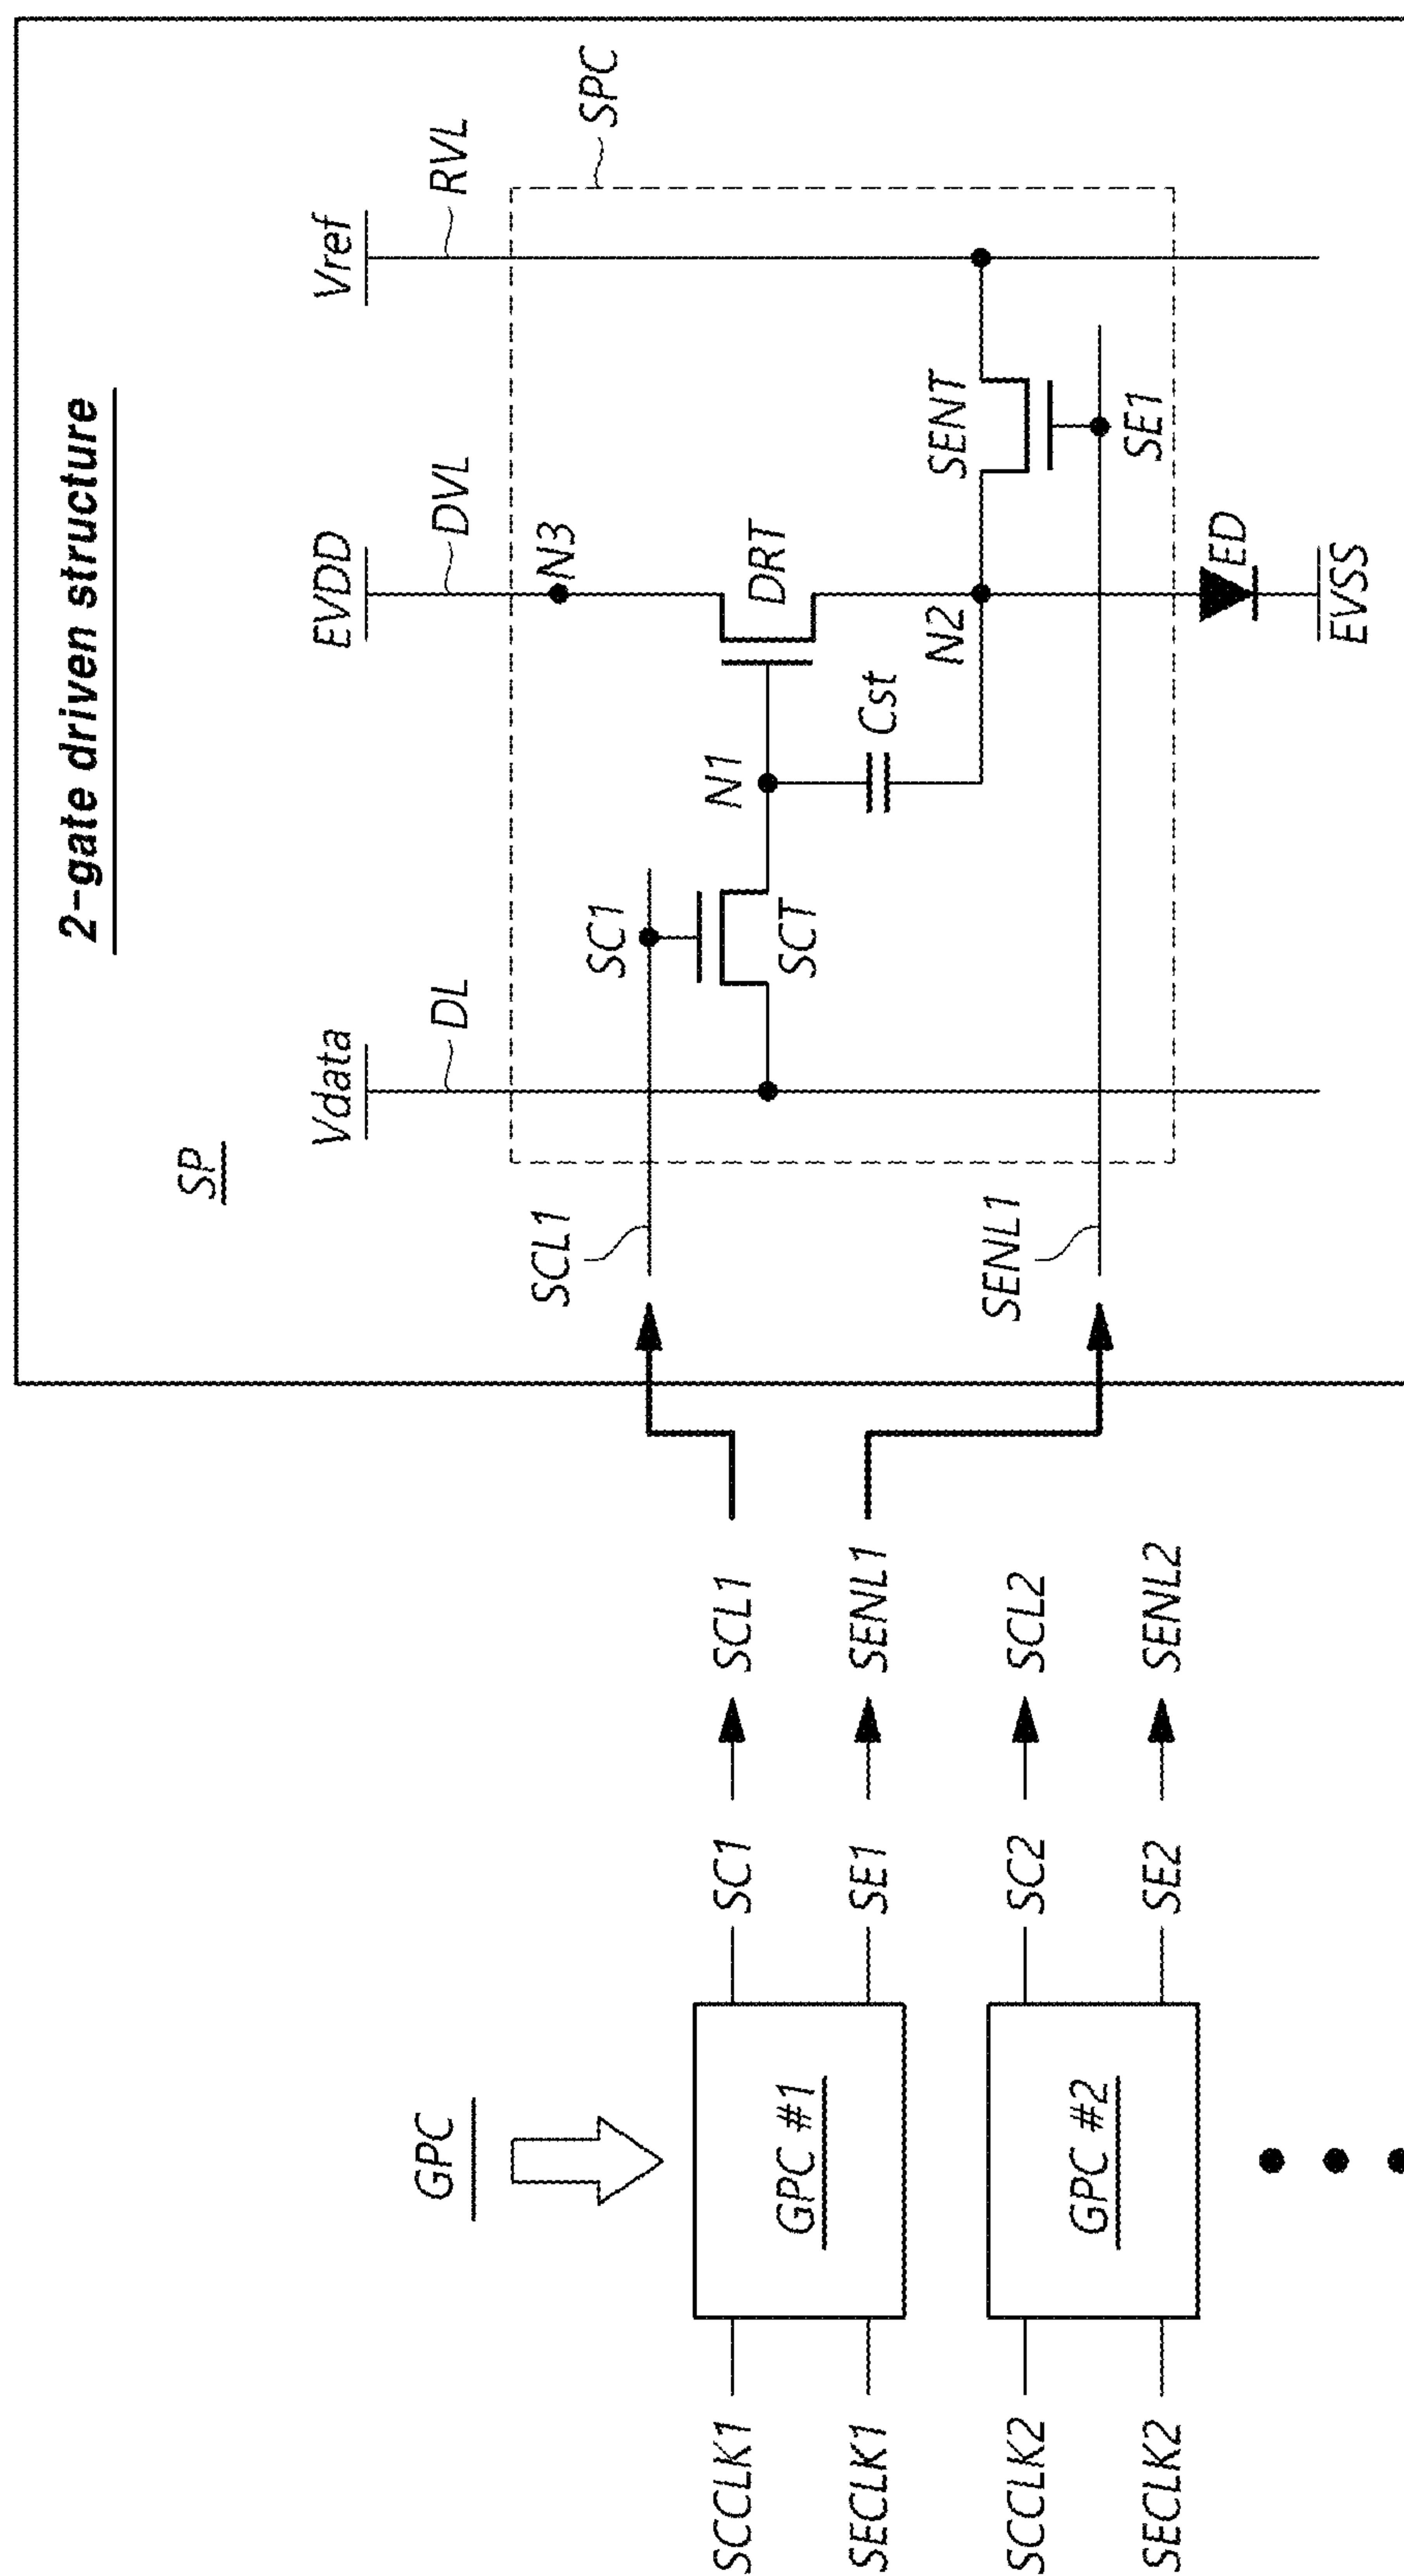 2-gate driven structure
SP
Vdata
EVDD
Vref
DL
DVL
RVL
SPC
N3
SCL1
SC1
SCT
N1
DRT
Cst
N2
SENT
SENL1
SE1
ED
EVSS
GPC
SCCLK1
SECLK1
GPC #1
SC1
SE1
SCL1
SENL1
SCCLK2
SECLK2
GPC #2
SC2
SE2
SCL2
SENL2